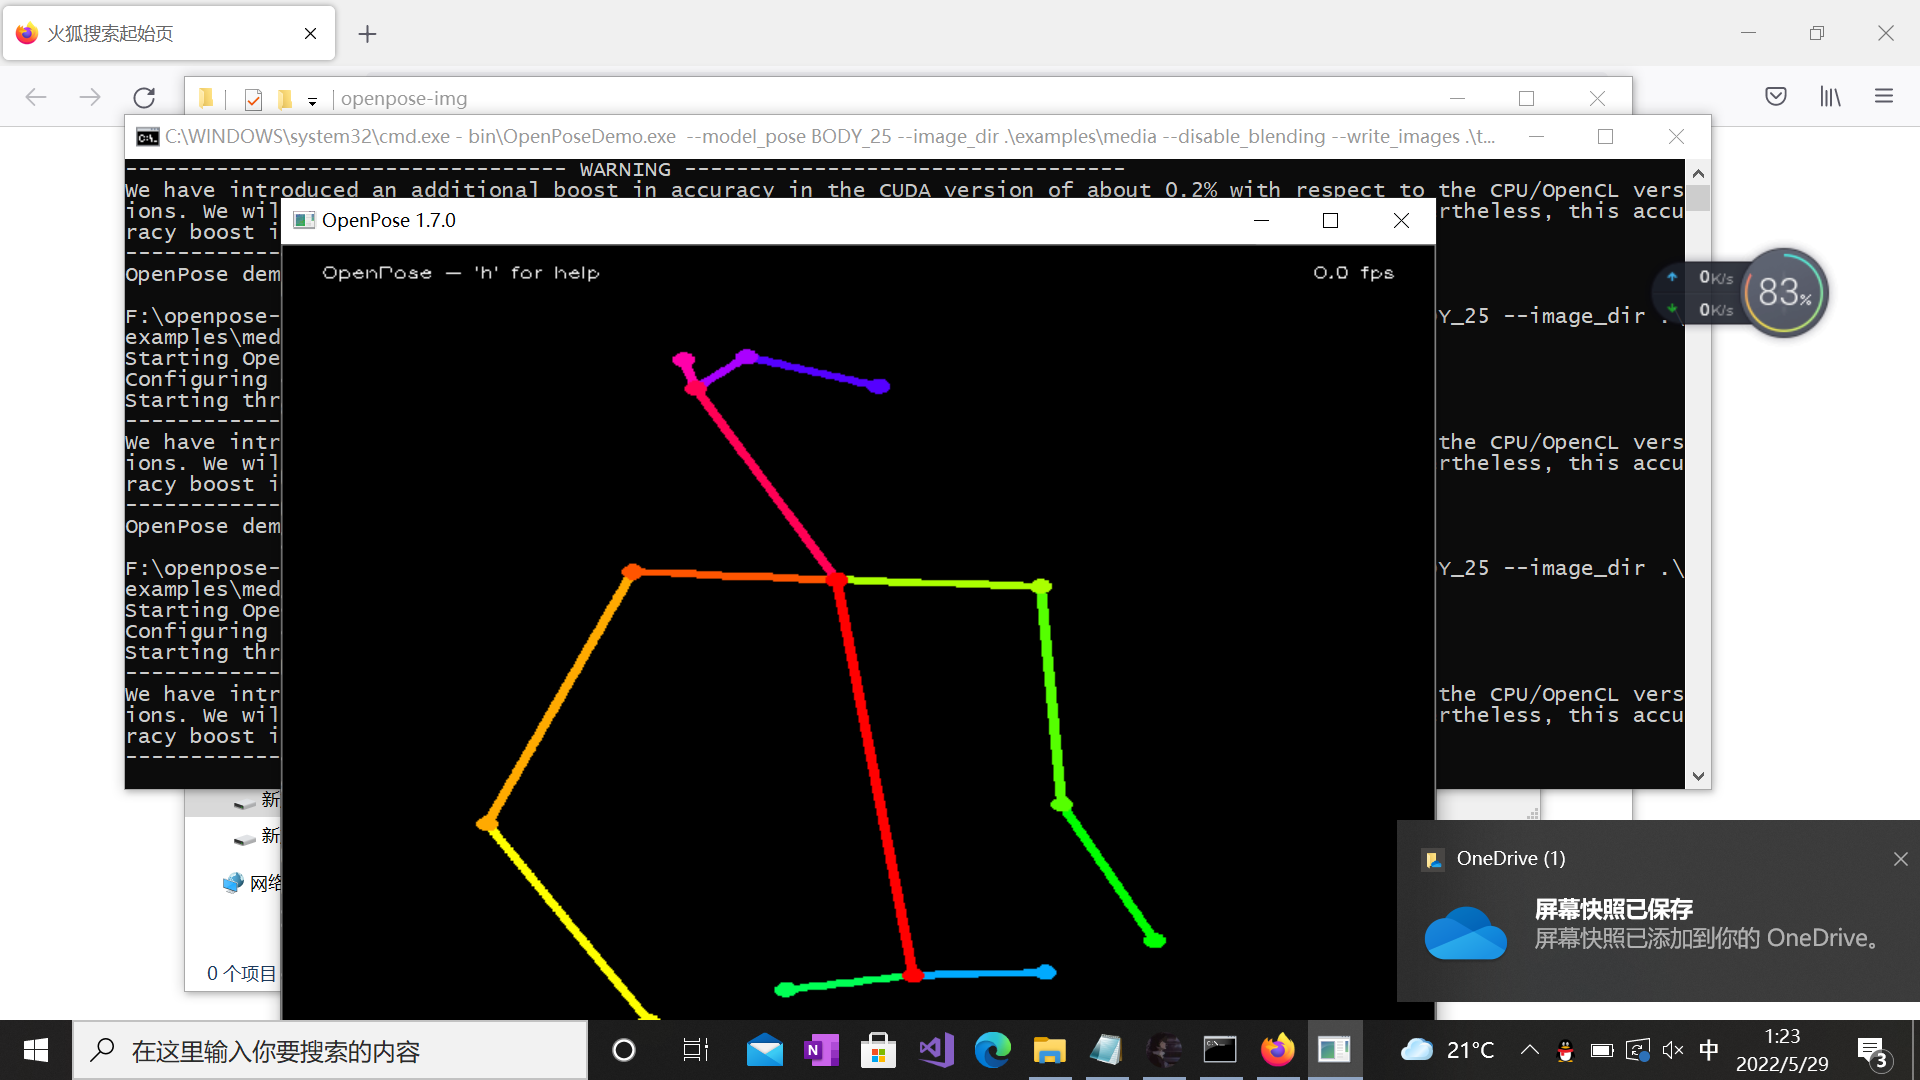 火狐搜索起始页
openpose-img
C:\WINDOWS\system32\cmd.exe - bin\OpenPoseDemo.exe  --model_pose BODY_25 --image_dir .\examples\media --disable_blending --write_images .\t...
---------------------------------- WARNING ----------------------------------
We have introduced an additional boost in accuracy in the CUDA version of about 0.2% with respect to the CPU/OpenCL vers
ions. We wil
rtheless, this accu
racy boost i
OpenPose 1.7.0
------------
OpenPose dem
OpenPose - 'h' for help
0.0 fps
0K/s
0K/s
83%
F:\openpose-
Y_25 --image_dir .\
examples\med
Starting Ope
Configuring
Starting thr
------------
We have intr
the CPU/OpenCL vers
ions. We wil
rtheless, this accu
racy boost i
------------
OpenPose dem
F:\openpose-
Y_25 --image_dir .\
examples\med
Starting Ope
Configuring
Starting thr
------------
We have intr
the CPU/OpenCL vers
ions. We wil
rtheless, this accu
racy boost i
------------
新
新
网络
0 个项目
OneDrive (1)
屏幕快照已保存
屏幕快照已添加到你的 OneDrive。
在这里输入你要搜索的内容
21°C
中
1:23
2022/5/29
3